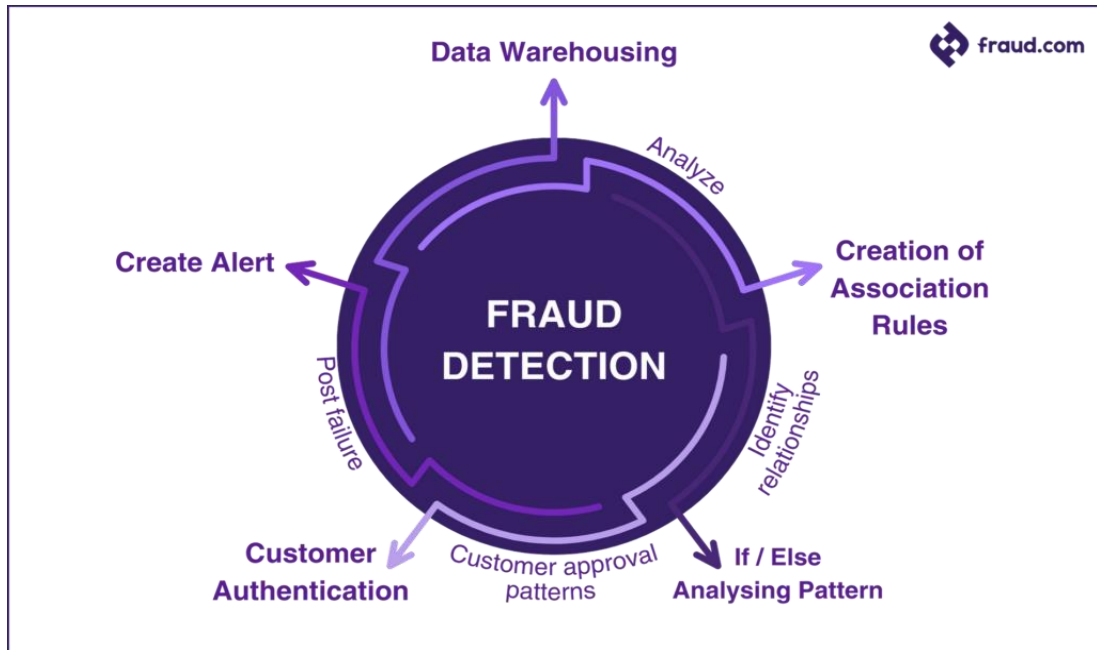 fraud.com
Data Warehousing
Analyze
Creation of
Association
Rules
Identify
relationships
If / Else
Analysing Pattern
Customer approval
patterns
Customer
Authentication
Post failure
Create Alert
FRAUD
DETECTION